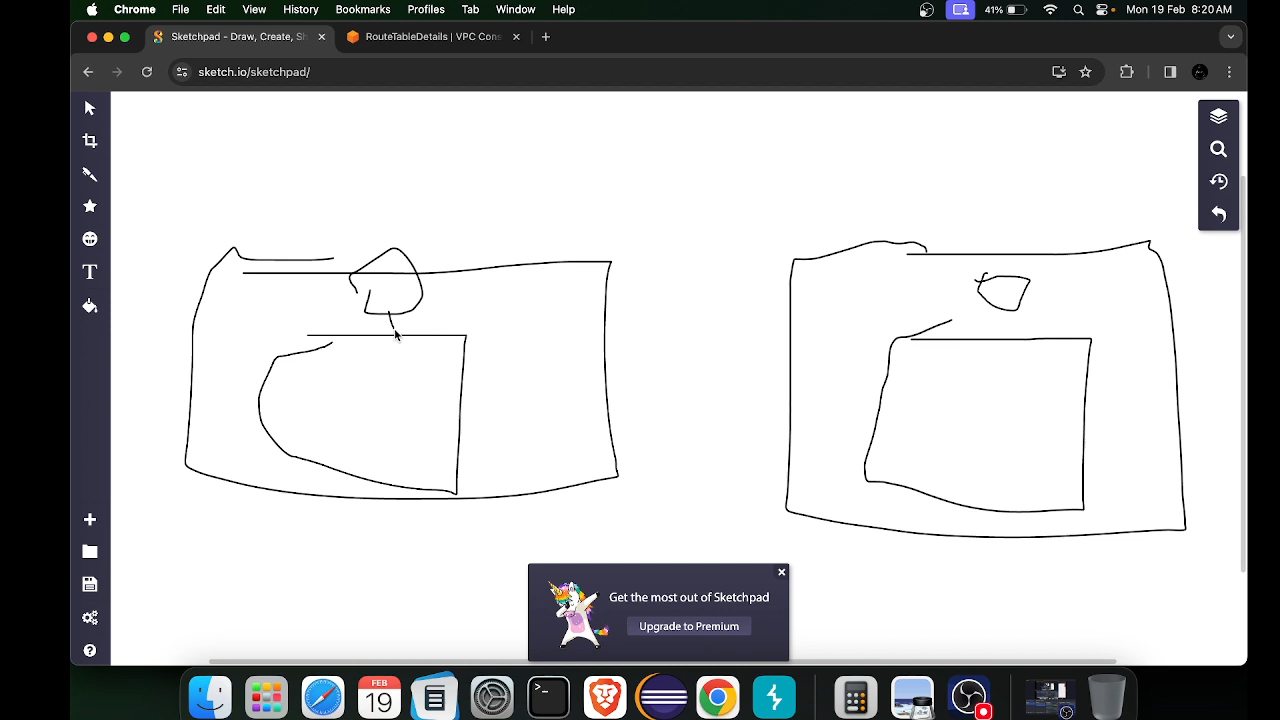 Chrome File Edit View History Bookmarks Profiles Tab Window Help 41% Mon 19 Feb 8:20 AM
Sketchpad - Draw, Create, Sh RouteTableDetails | VPC Cons
sketch.io/sketchpad/
T
Get the most out of Sketchpad
Upgrade to Premium
FEB
19